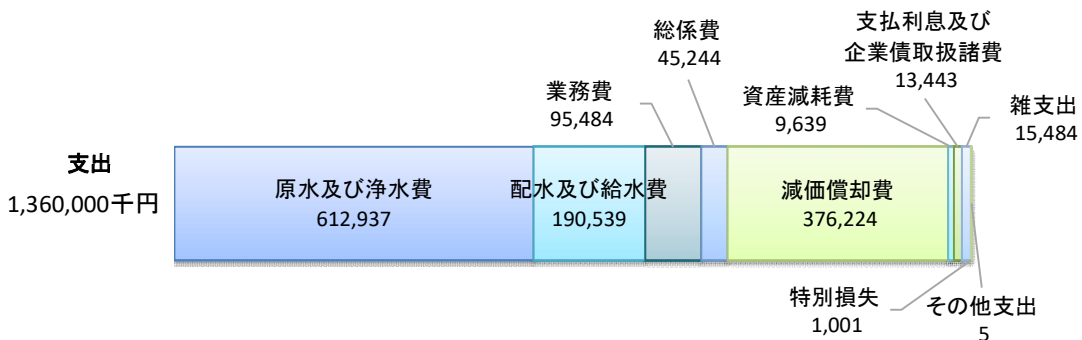 支払利息及び
企業債取扱諸費
13,443
総係費
45,244
業務費
95,484
資産減耗費
9,639
雑支出
15,484
支出
1,360,000千円
原水及び浄水費
612,937
配水及び給水費
190,539
減価償却費
376,224
特別損失
1,001
その他支出
5